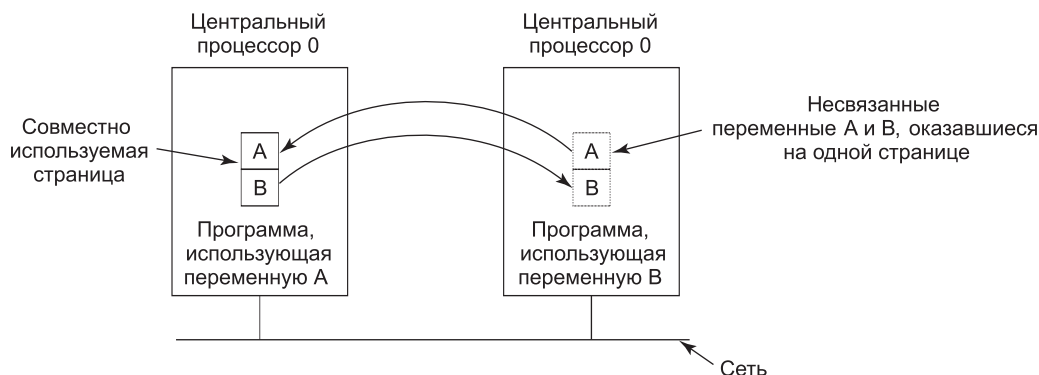 Центральный
процессор 0
Центральный
процессор 0
Совместно
используемая
страница
A
B
A
B
Несвязанные
переменные A и B, оказавшиеся
на одной странице
Программа,
использующая
переменную A
Программа,
использующая
переменную B
Сеть